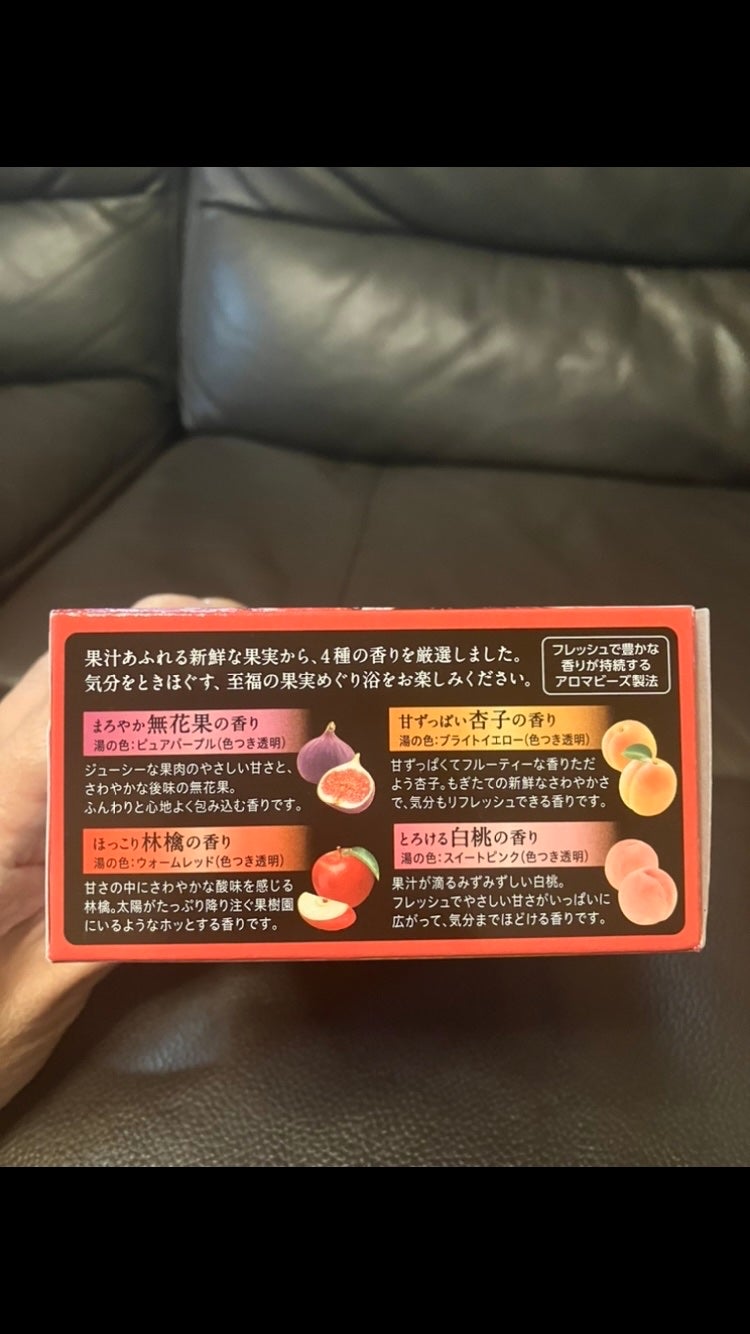 果汁あふれる新鮮な果実から、4種の香りを厳選しました。
気分をときほぐす、至福の果実めぐり浴をお楽しみください。
フレッシュで豊かな
香りが持続する
アロマビーズ製法
まろやか無花果の香り
湯の色：ピュアパープル(色つき透明)
ジューシーな果肉のやさしい甘さと、
さわやかな後味の無花果。
ふんわりと心地よく包み込む香りです。
甘ずっぱい杏子の香り
湯の色：ブライトイエロー(色つき透明)
甘ずっぱくてフルーティーな香りただ
よう杏子。もぎたての新鮮なさわやかさ
で、気分もリフレッシュできる香りです。
ほっこり林檎の香り
湯の色：ウォームレッド(色つき透明)
甘さの中にさわやかな酸味を感じる
林檎。太陽がたっぷり降り注ぐ果樹園
にいるようなホッとする香りです。
とろける白桃の香り
湯の色：スイートピンク(色つき透明)
果汁が滴るみずみずしい白桃。
フレッシュでやさしい甘さがいっぱいに
広がって、気分までほどける香りです。